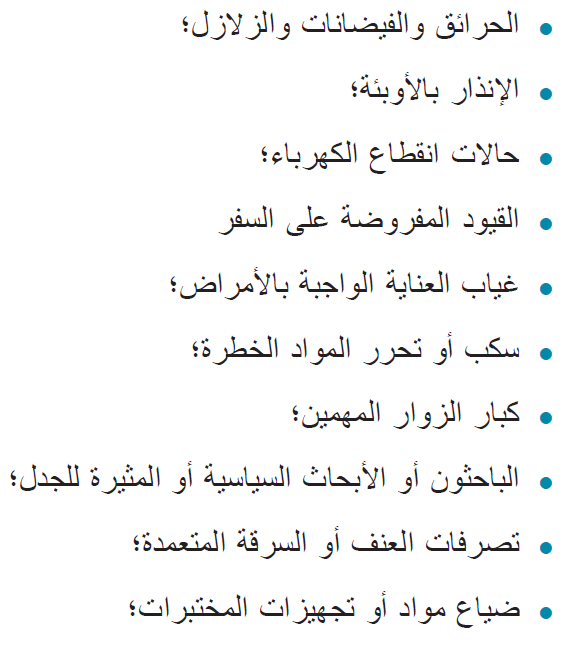 • الحرائق والفيضانات والزلازل؛
• الإنذار بالأوبئة؛
• حالات انقطاع الكهرباء؛
• القيود المفروضة على السفر
• غياب العناية الواجبة بالأمراض؛
• سكب أو تحرر المواد الخطرة؛
• كبار الزوار المهمين؛
• الباحثون أو الأبحاث السياسية أو المثيرة للجدل؛
• تصرفات العنف أو السرقة المتعمدة؛
• ضياع مواد أو تجهيزات المختبرات؛